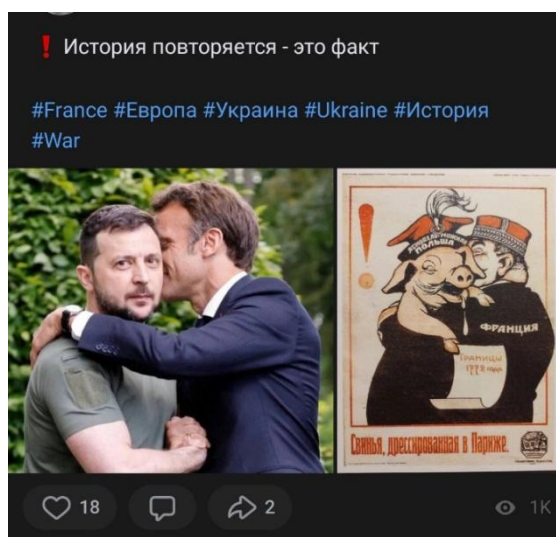 ❗ История повторяется - это факт
#France #Европа #Украина #Ukraine #История
#War
ПОЛЬША
ФРАНЦИЯ
ГРАНИЦЫ
1772 года
Свинья, дрессированная в Париже.
18
2
1K